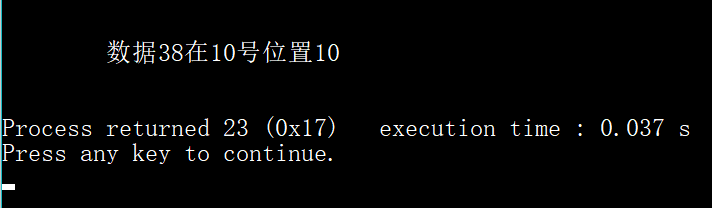 数据38在10号位置10
Process returned 23 (0x17)   execution time : 0.037 s
Press any key to continue.